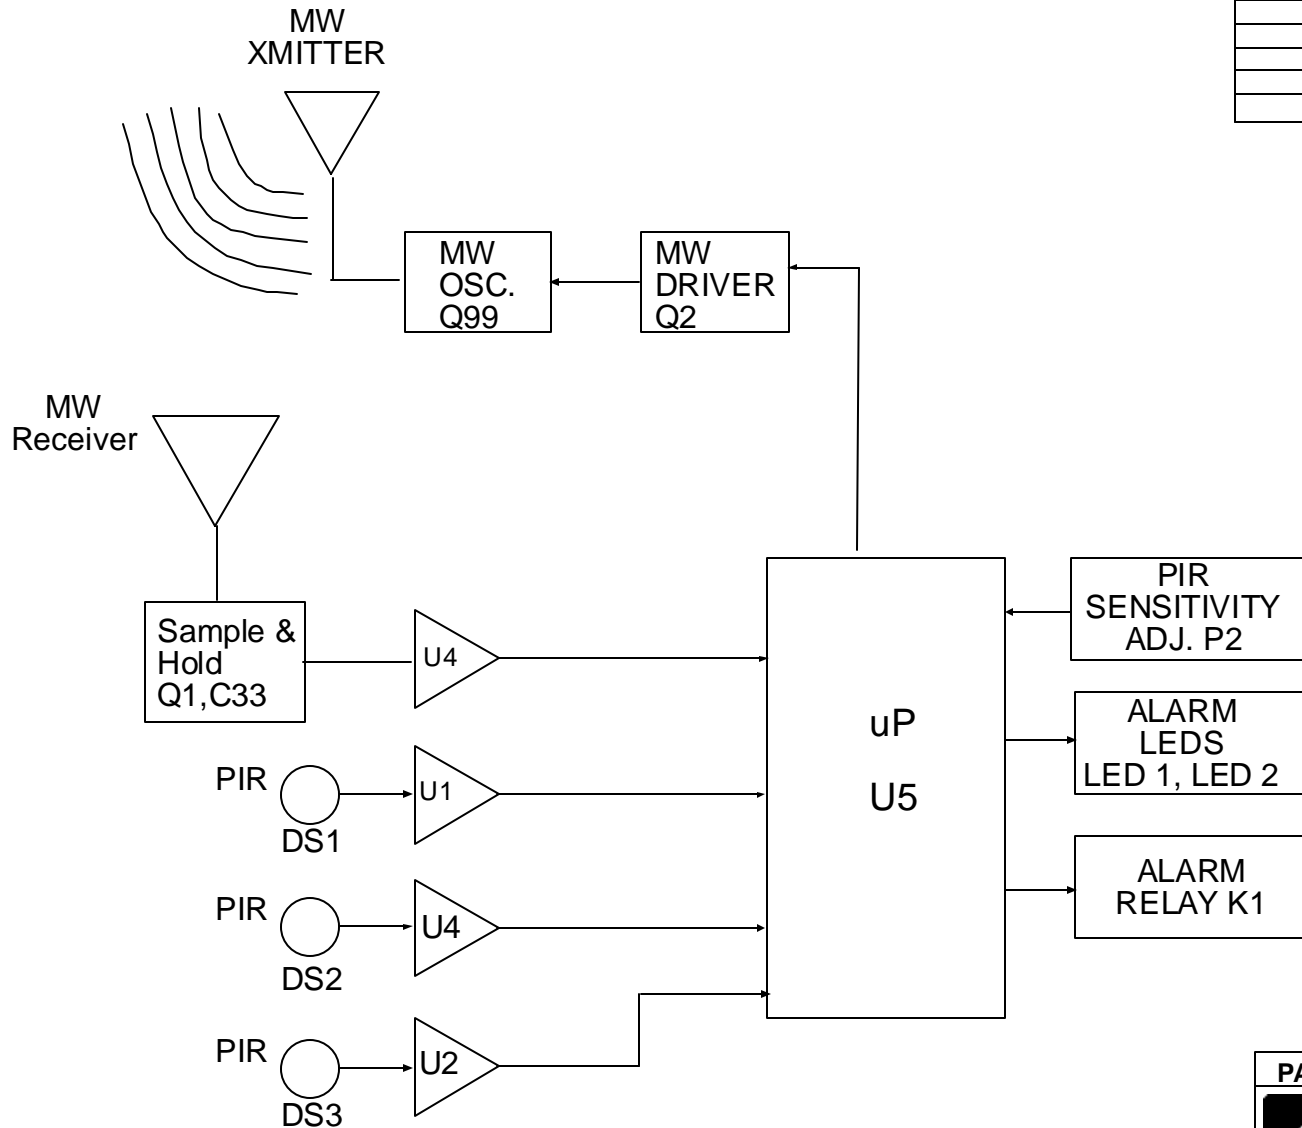 MW
XMITTER
MW
OSC.
Q99
MW
DRIVER
Q2
MW
Receiver
Sample &
Hold
Q1,C33
U4
uP
U5
PIR
SENSITIVITY
ADJ. P2
ALARM
LEDS
LED 1, LED 2
ALARM
RELAY K1
PIR
DS1
U1
PIR
DS2
U4
PIR
DS3
U2
PA